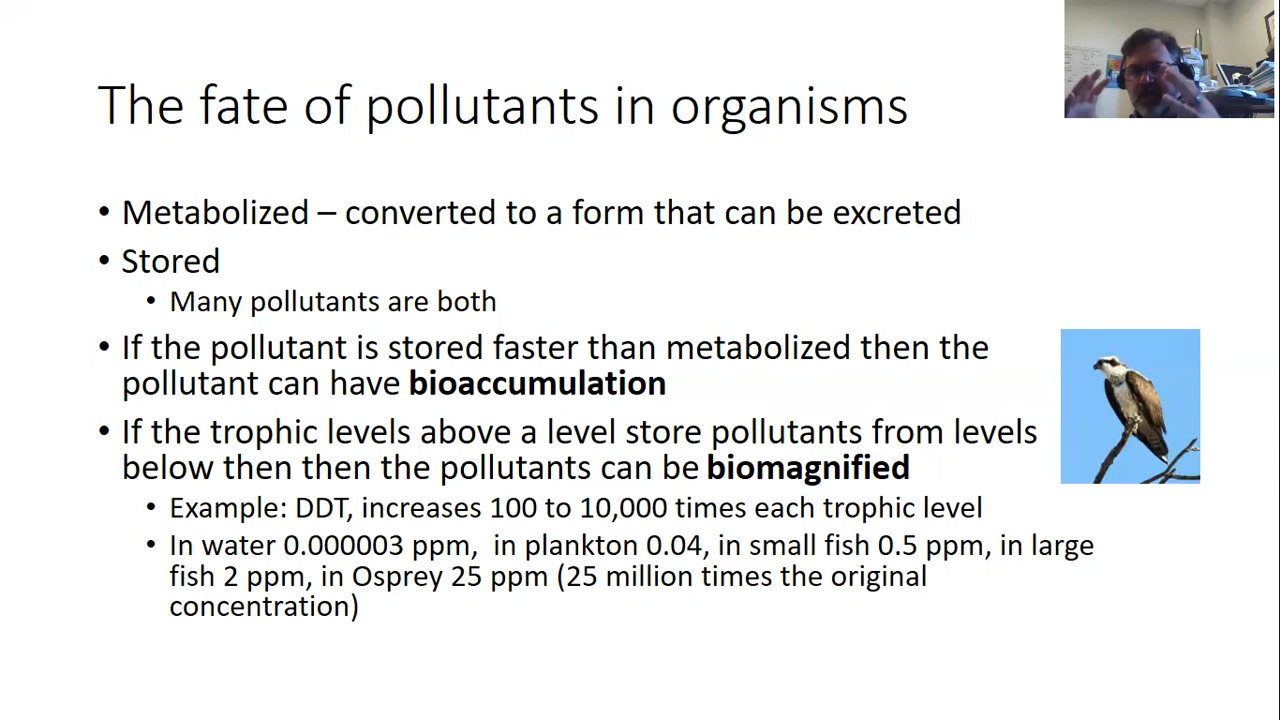 The fate of pollutants in organisms
• Metabolized – converted to a form that can be excreted
• Stored
• Many pollutants are both
• If the pollutant is stored faster than metabolized then the
pollutant can have bioaccumulation
• If the trophic levels above a level store pollutants from levels
below then then the pollutants can be biomagnified
• Example: DDT, increases 100 to 10,000 times each trophic level
• In water 0.000003 ppm,  in plankton 0.04, in small fish 0.5 ppm, in large
fish 2 ppm, in Osprey 25 ppm (25 million times the original
concentration)